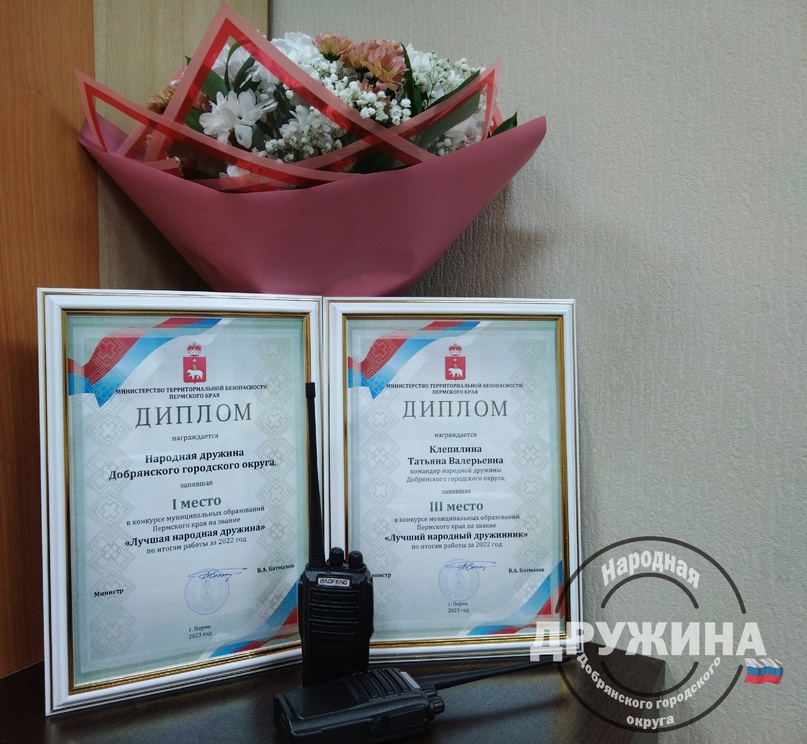 МИНИСТЕРСТВО ТЕРРИТОРИАЛЬНОЙ БЕЗОПАСНОСТИ
ПЕРМСКОГО КРАЯ
ДИПЛОМ
награждается
Народная дружина
Добрянского городского округа,
занявшая
I место
в конкурсе муниципальных образований
Пермского края на звание
«Лучшая народная дружина»
по итогам работы за 2022 год
Министр
В.А. Батмазов
г. Пермь
2023 год
МИНИСТЕРСТВО ТЕРРИТОРИАЛЬНОЙ БЕЗОПАСНОСТИ
ПЕРМСКОГО КРАЯ
ДИПЛОМ
награждается
Клепилина
Татьяна Валерьевна
командир народной дружины
Добрянского городского округа,
занявшая
III место
в конкурсе муниципальных образований
Пермского края на звание
«Лучший народный дружинник»
по итогам работы за 2022 год
В.А. Батмазов
г. Пермь
2023 год
BAOFENG
Народная
ДРУЖИНА
Добрянского городского
округа